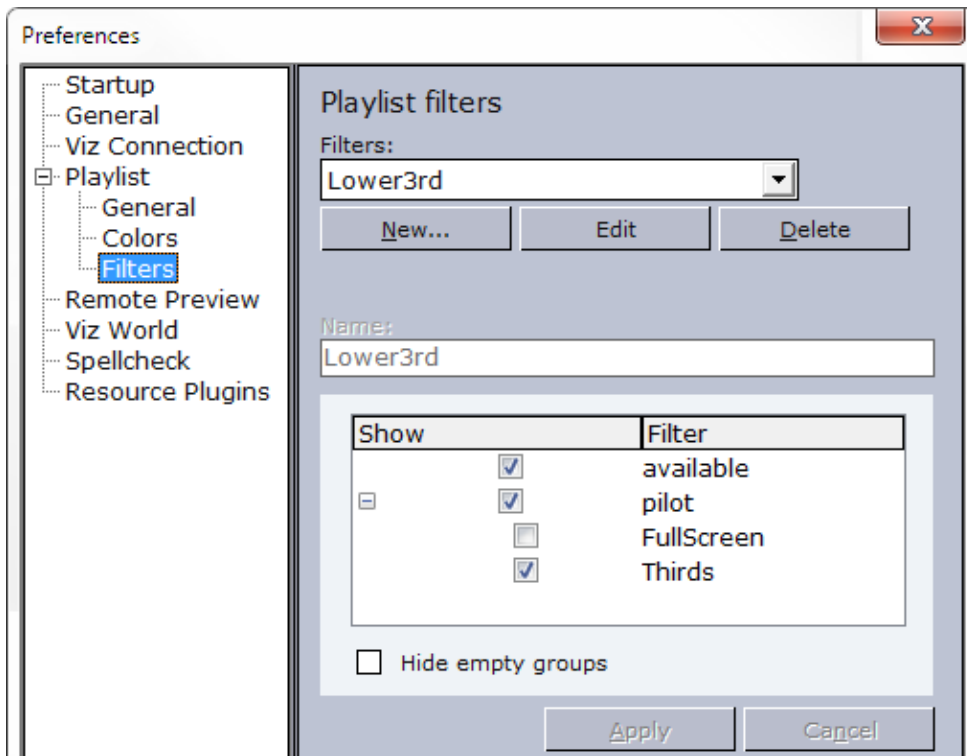 Preferences
Startup
General
Viz Connection
Playlist
General
Colors
Filters
Remote Preview
Viz World
Spellcheck
Resource Plugins
Playlist filters
Filters:
Lower3rd
New... Edit Delete
Name:
Lower3rd
Show Filter
available
pilot
FullScreen
Thirds
Hide empty groups
Apply Cancel